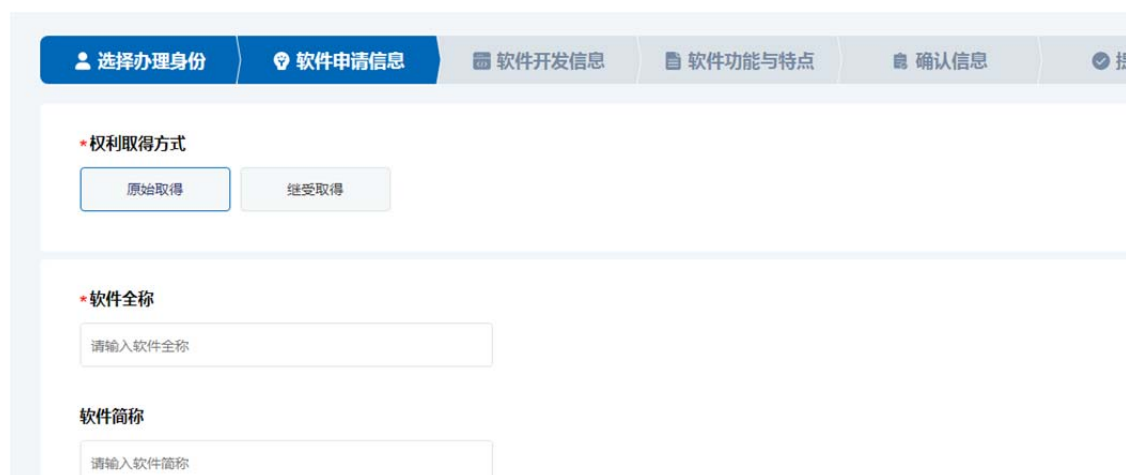 选择办理身份 软件申请信息 软件开发信息 软件功能与特点 确认信息
*权利取得方式
原始取得 继受取得
*软件全称
请输入软件全称
软件简称
请输入软件简称